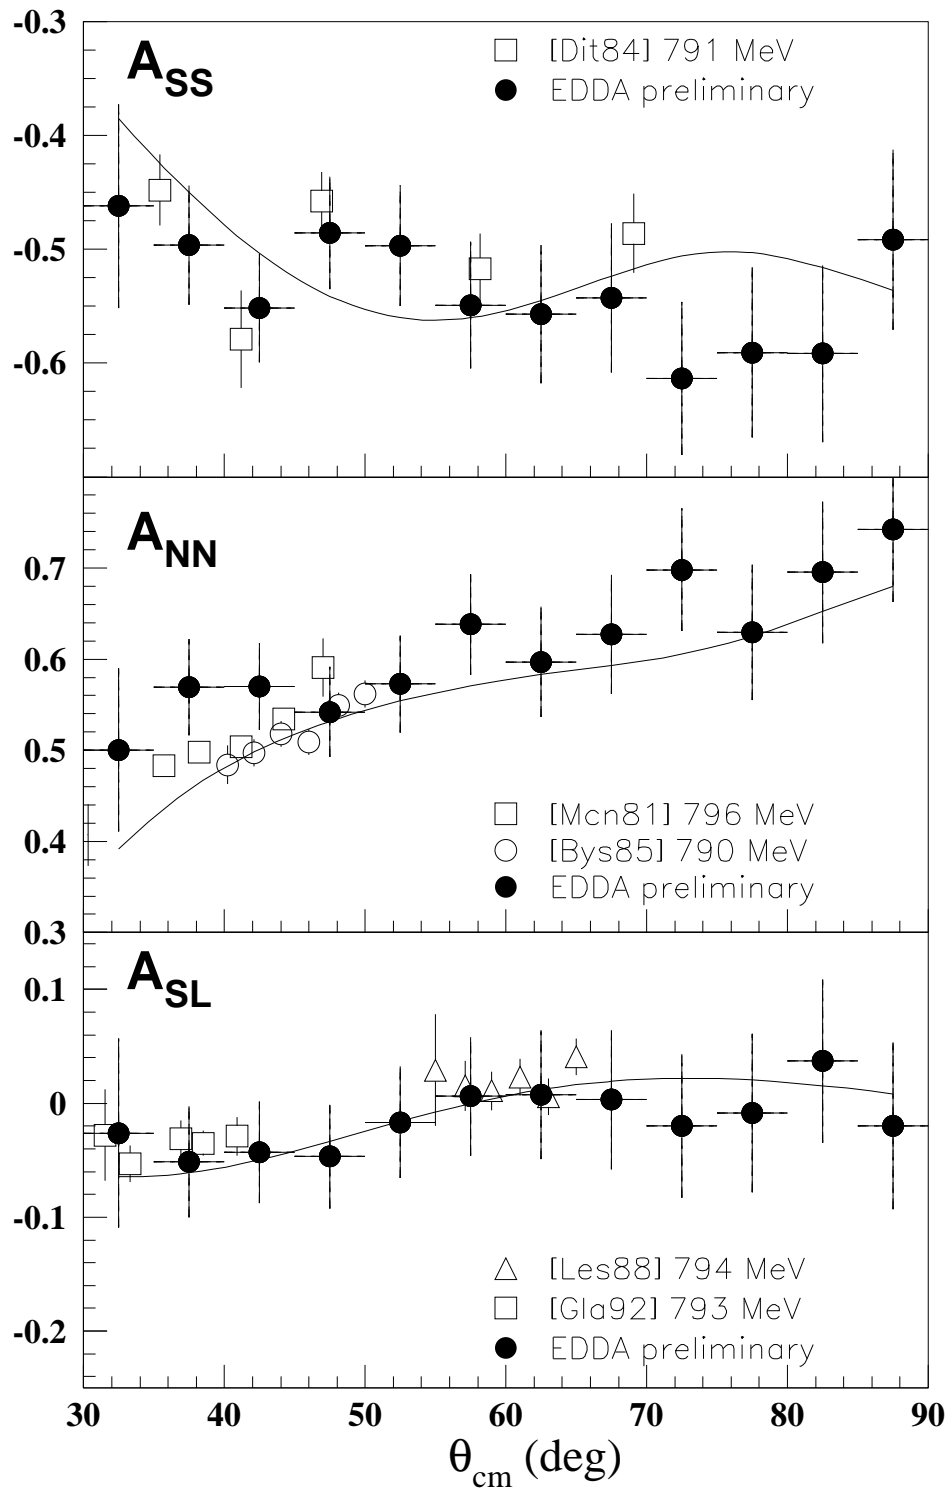 -0.3
A_SS
[Dit84] 791 MeV
EDDA preliminary
-0.4
-0.5
-0.6
A_NN
0.7
0.6
0.5
[Mcn81] 796 MeV
0.4
[Bys85] 790 MeV
EDDA preliminary
0.3
A_SL
0.1
0
-0.1
[Les88] 794 MeV
[Gla92] 793 MeV
-0.2
EDDA preliminary
30 40 50 60 70 80 90
θ_cm (deg)